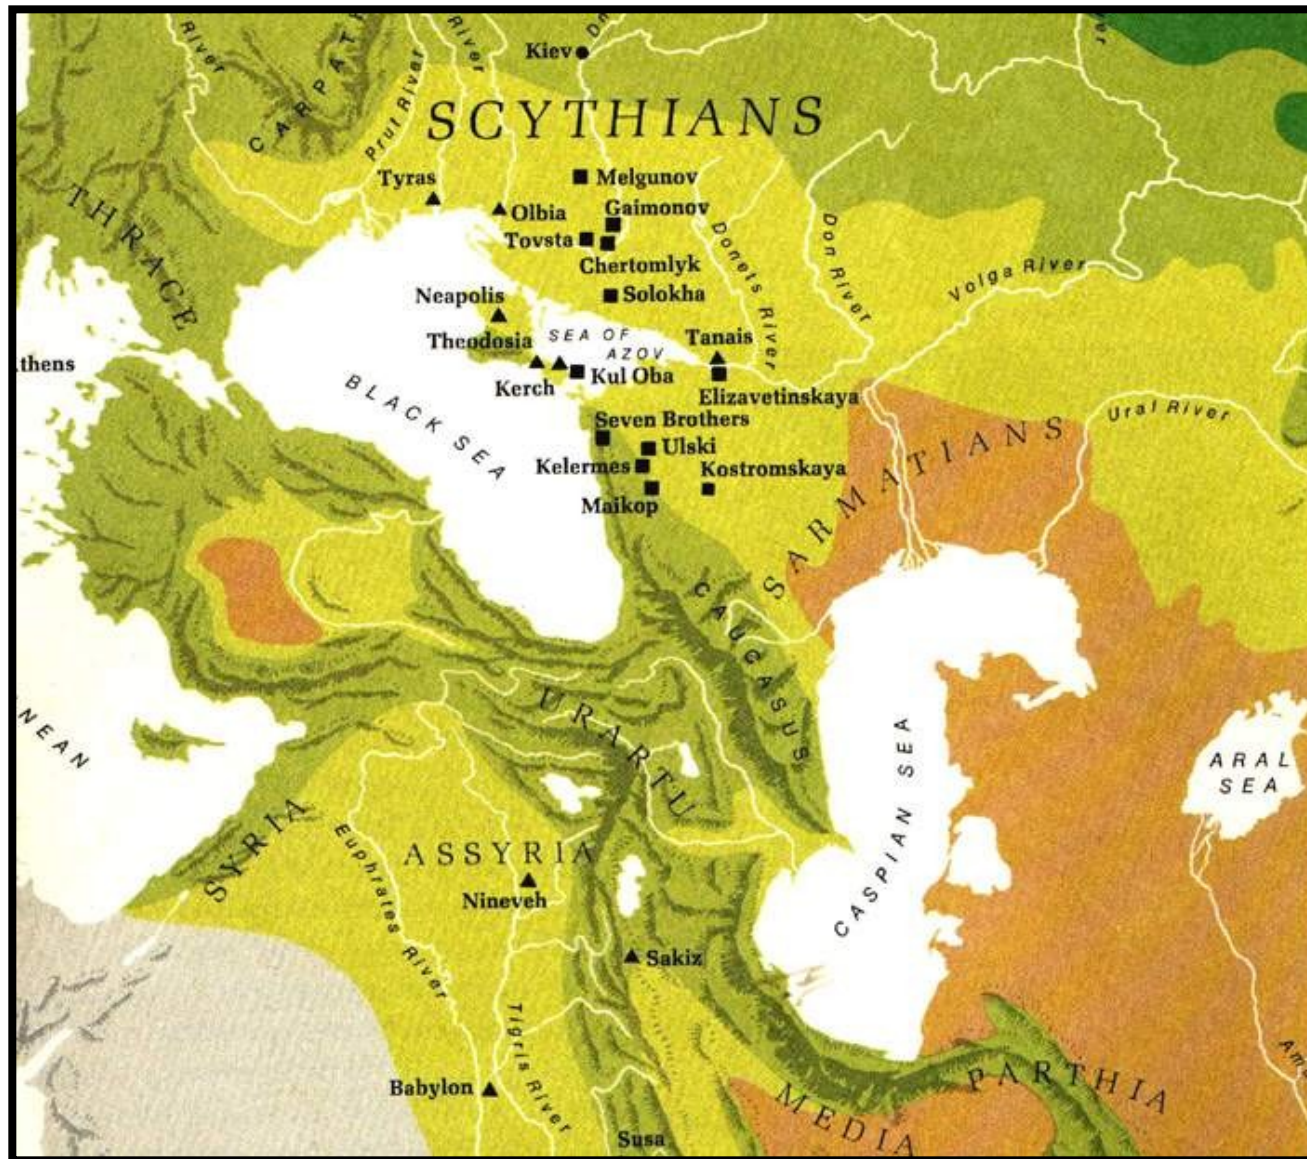 River
River
Kiev
CARPAT
Prut River
SCYTHIANS
Tyras
Melgunov
Olbia
Gaimonov
Tovsta
Chertomlyk
Donets River
Don River
Volga River
THRACE
Neapolis
Solokha
Theodosia
SEA OF
AZOV
Tanais
thens
Kerch
Kul Oba
Elizavetinskaya
BLACK SEA
Seven Brothers
Ulski
Kelermes
Kostromskaya
Maikop
SARMATIANS
Ural River
CAUCASUS
URARTU
NEAN
CASPIAN SEA
ARAL
SEA
SYRIA
Euphrates River
ASSYRIA
Nineveh
Sakiz
Tigris River
Babylon
Susa
MEDIA
PARTHIA